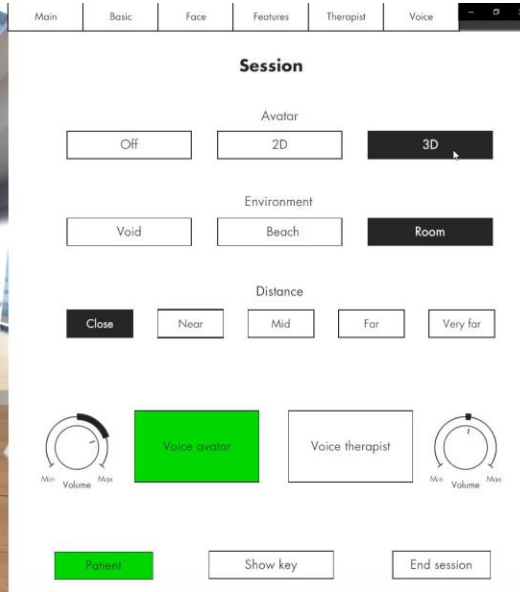 Main Basic Face Features Therapist Voice
Session
Avatar
Off 2D 3D
Environment
Void Beach Room
Distance
Close Near Mid Far Very far
Voice avatar Voice therapist
Min Volume Max Min Volume Max
Patient Show key End session